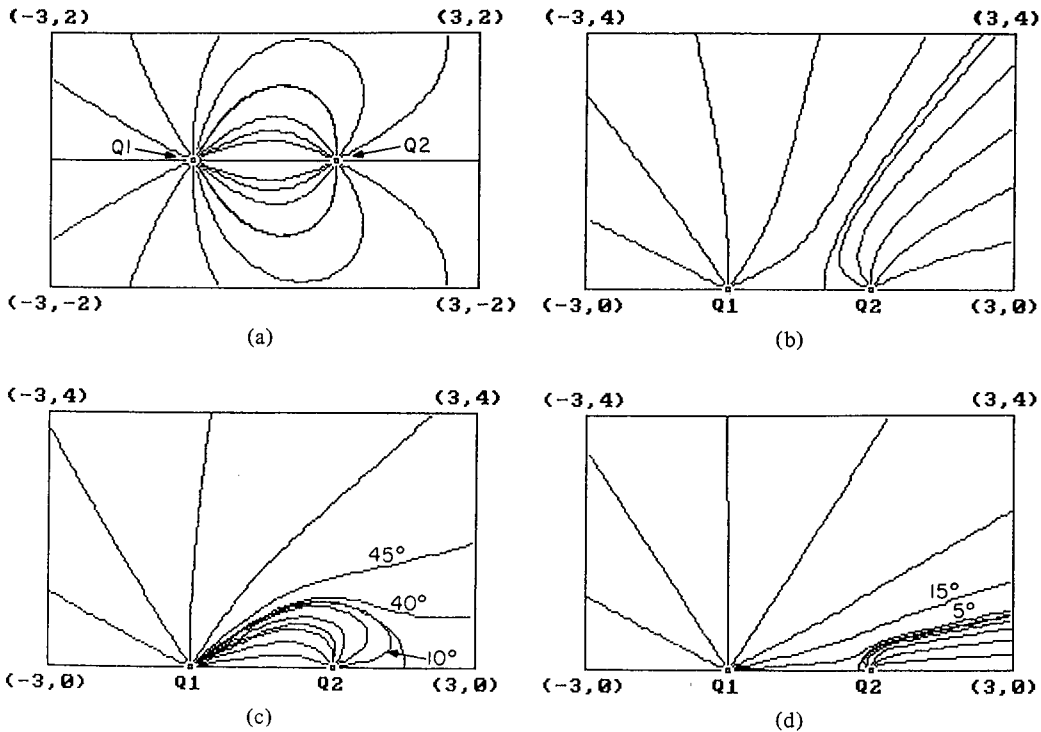 (-3,2) (3,2)
Q1 Q2
(-3,-2) (3,-2)
(a)
(-3,4) (3,4)
(-3,0) Q1 Q2 (3,0)
(b)
(-3,4) (3,4)
45°
40°
10°
(-3,0) Q1 Q2 (3,0)
(c)
(-3,4) (3,4)
15°
5°
(-3,0) Q1 Q2 (3,0)
(d)